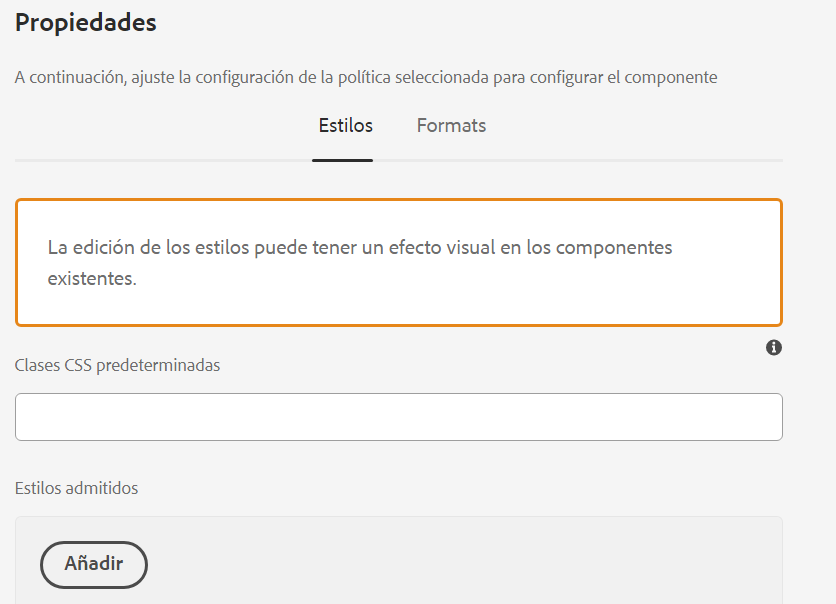 Propiedades
A continuación, ajuste la configuración de la política seleccionada para configurar el componente
Estilos
Formats
La edición de los estilos puede tener un efecto visual en los componentes
existentes.
Clases CSS predeterminadas
Estilos admitidos
Añadir